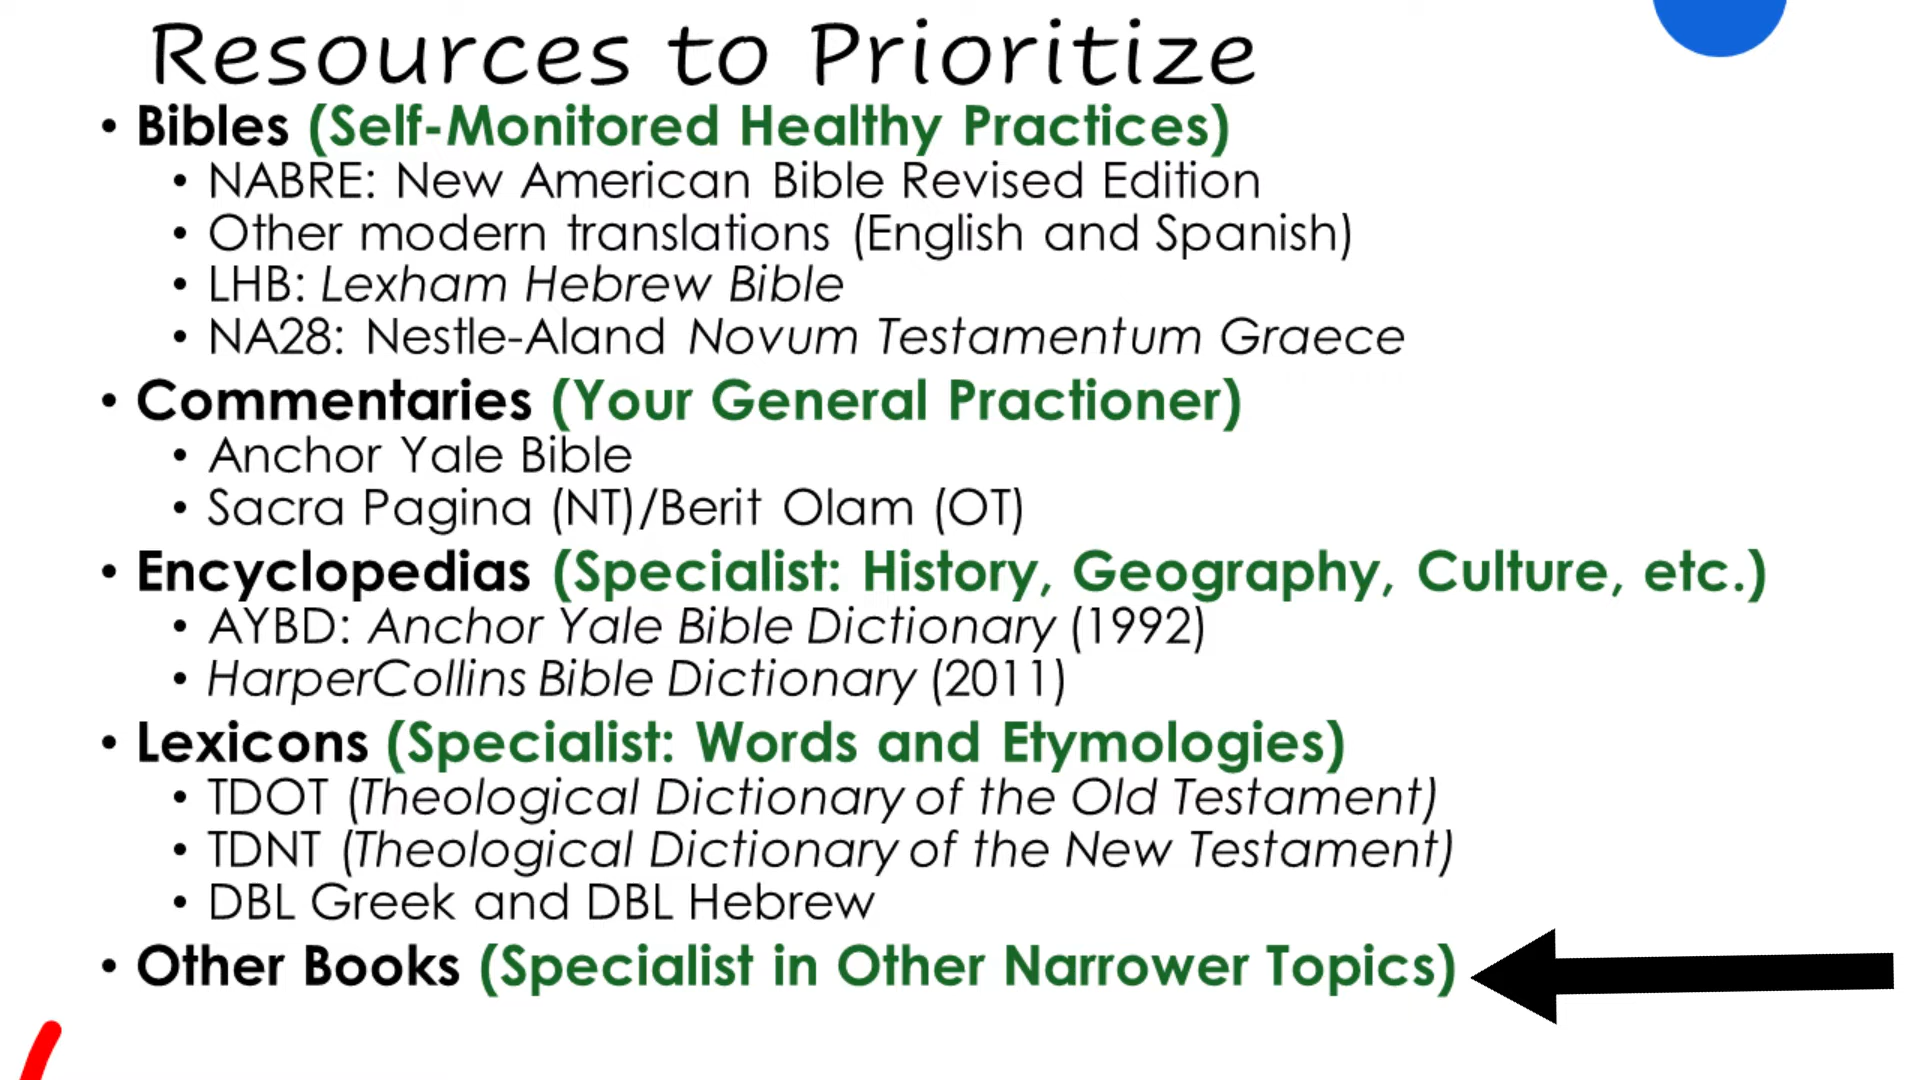 Resources to Prioritize
• Bibles (Self-Monitored Healthy Practices)
• NABRE: New American Bible Revised Edition
• Other modern translations (English and Spanish)
• LHB: Lexham Hebrew Bible
• NA28: Nestle-Aland Novum Testamentum Graece
• Commentaries (Your General Practioner)
• Anchor Yale Bible
• Sacra Pagina (NT)/Berit Olam (OT)
• Encyclopedias (Specialist: History, Geography, Culture, etc.)
• AYBD: Anchor Yale Bible Dictionary (1992)
• HarperCollins Bible Dictionary (2011)
• Lexicons (Specialist: Words and Etymologies)
• TDOT (Theological Dictionary of the Old Testament)
• TDNT (Theological Dictionary of the New Testament)
• DBL Greek and DBL Hebrew
• Other Books (Specialist in Other Narrower Topics)